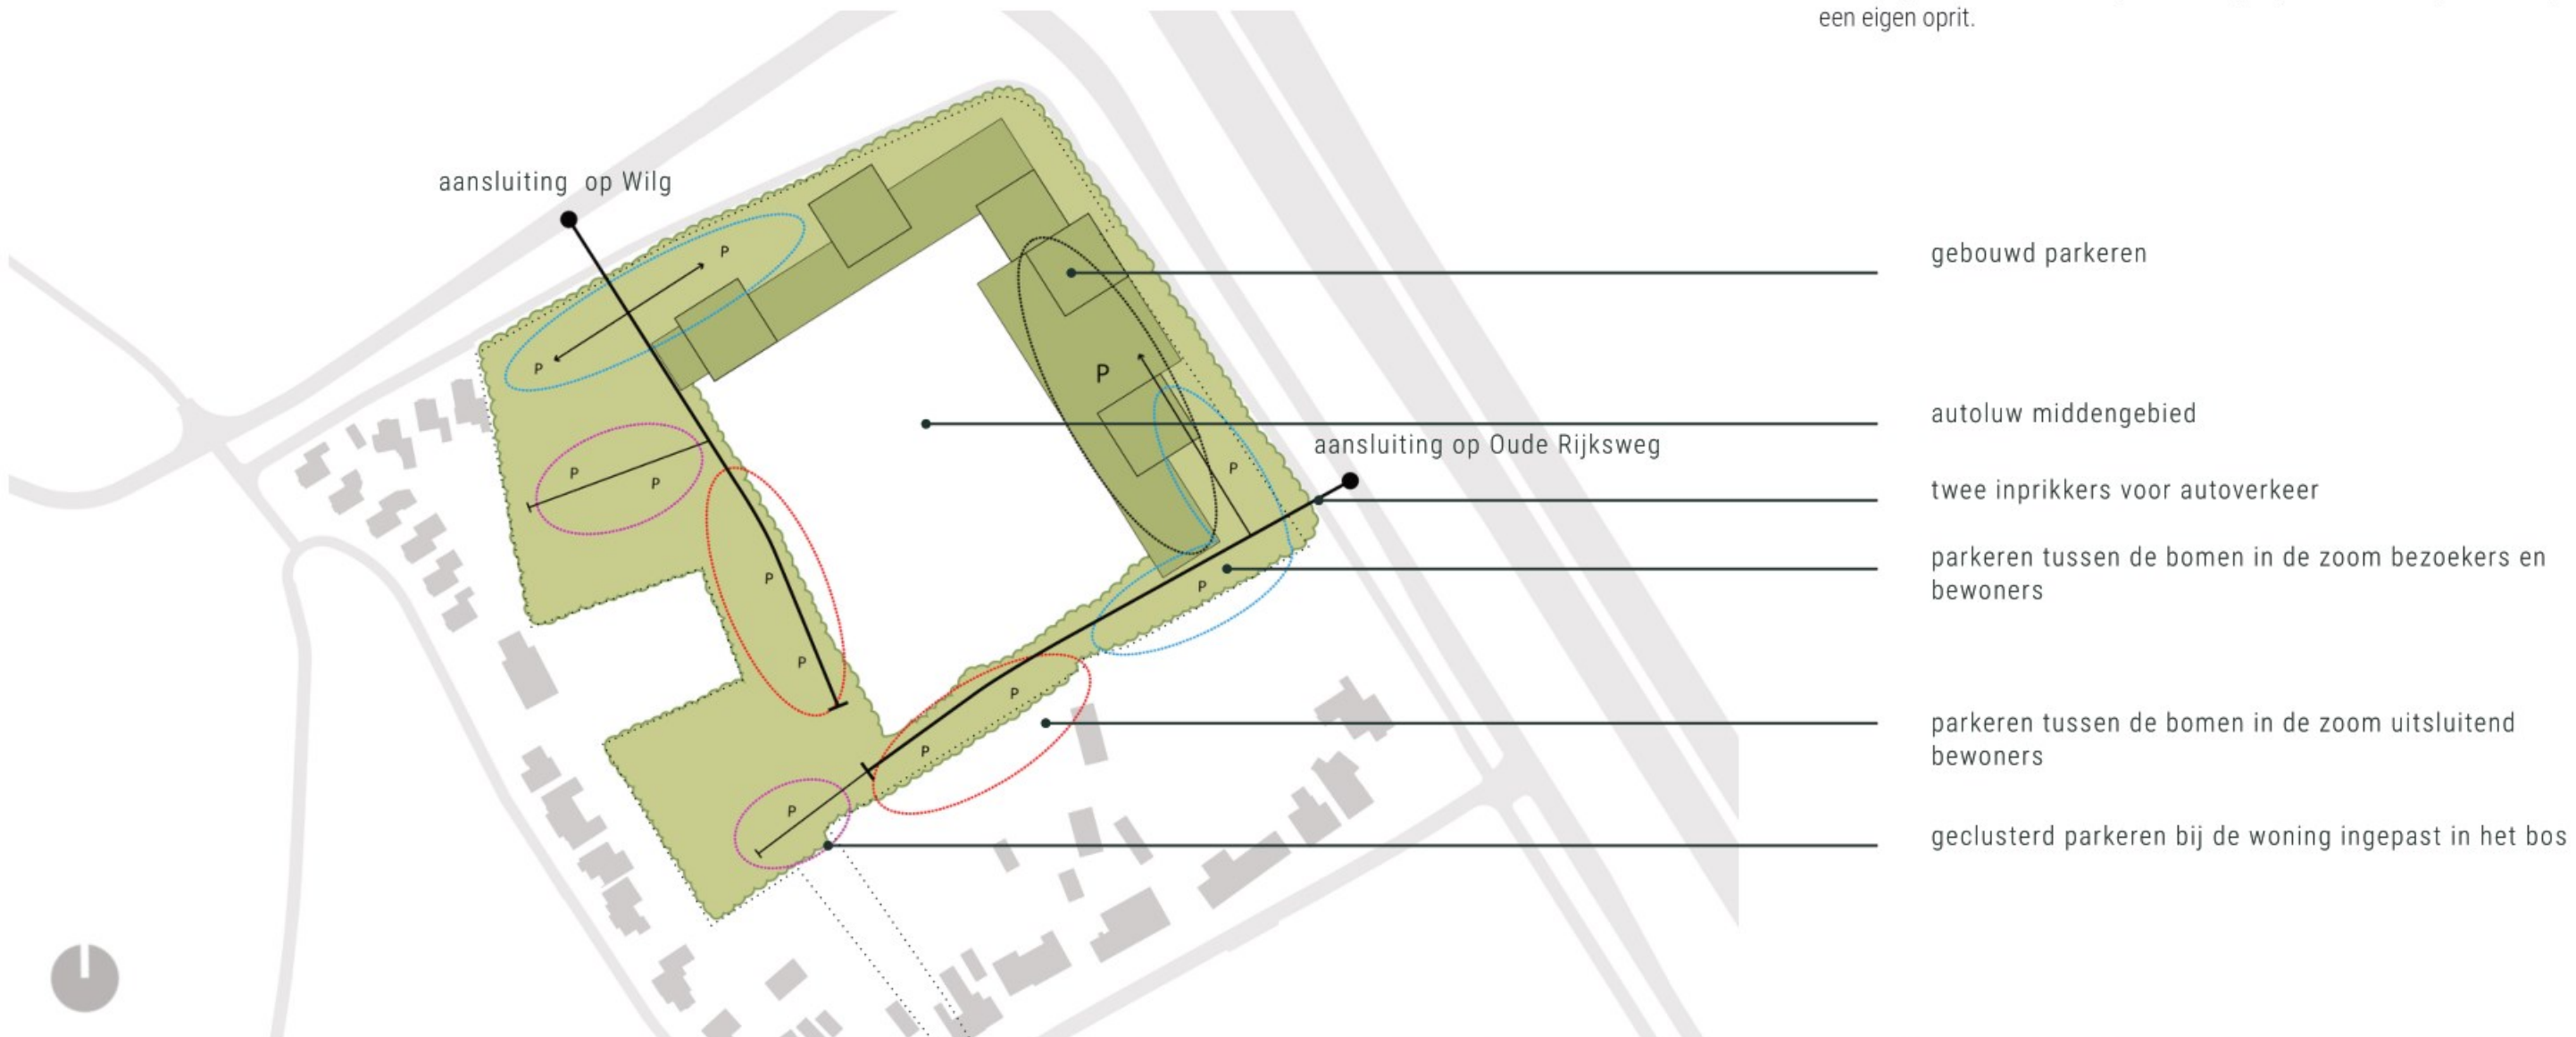 een eigen oprit.
aansluiting op Wilg
P
P
P
P
P
P
P
P
P
P
P
P
aansluiting op Oude Rijksweg
gebouwd parkeren
autoluw middengebied
twee inprikkers voor autoverkeer
parkeren tussen de bomen in de zoom bezoekers en
bewoners
parkeren tussen de bomen in de zoom uitsluitend
bewoners
geclusterd parkeren bij de woning ingepast in het bos